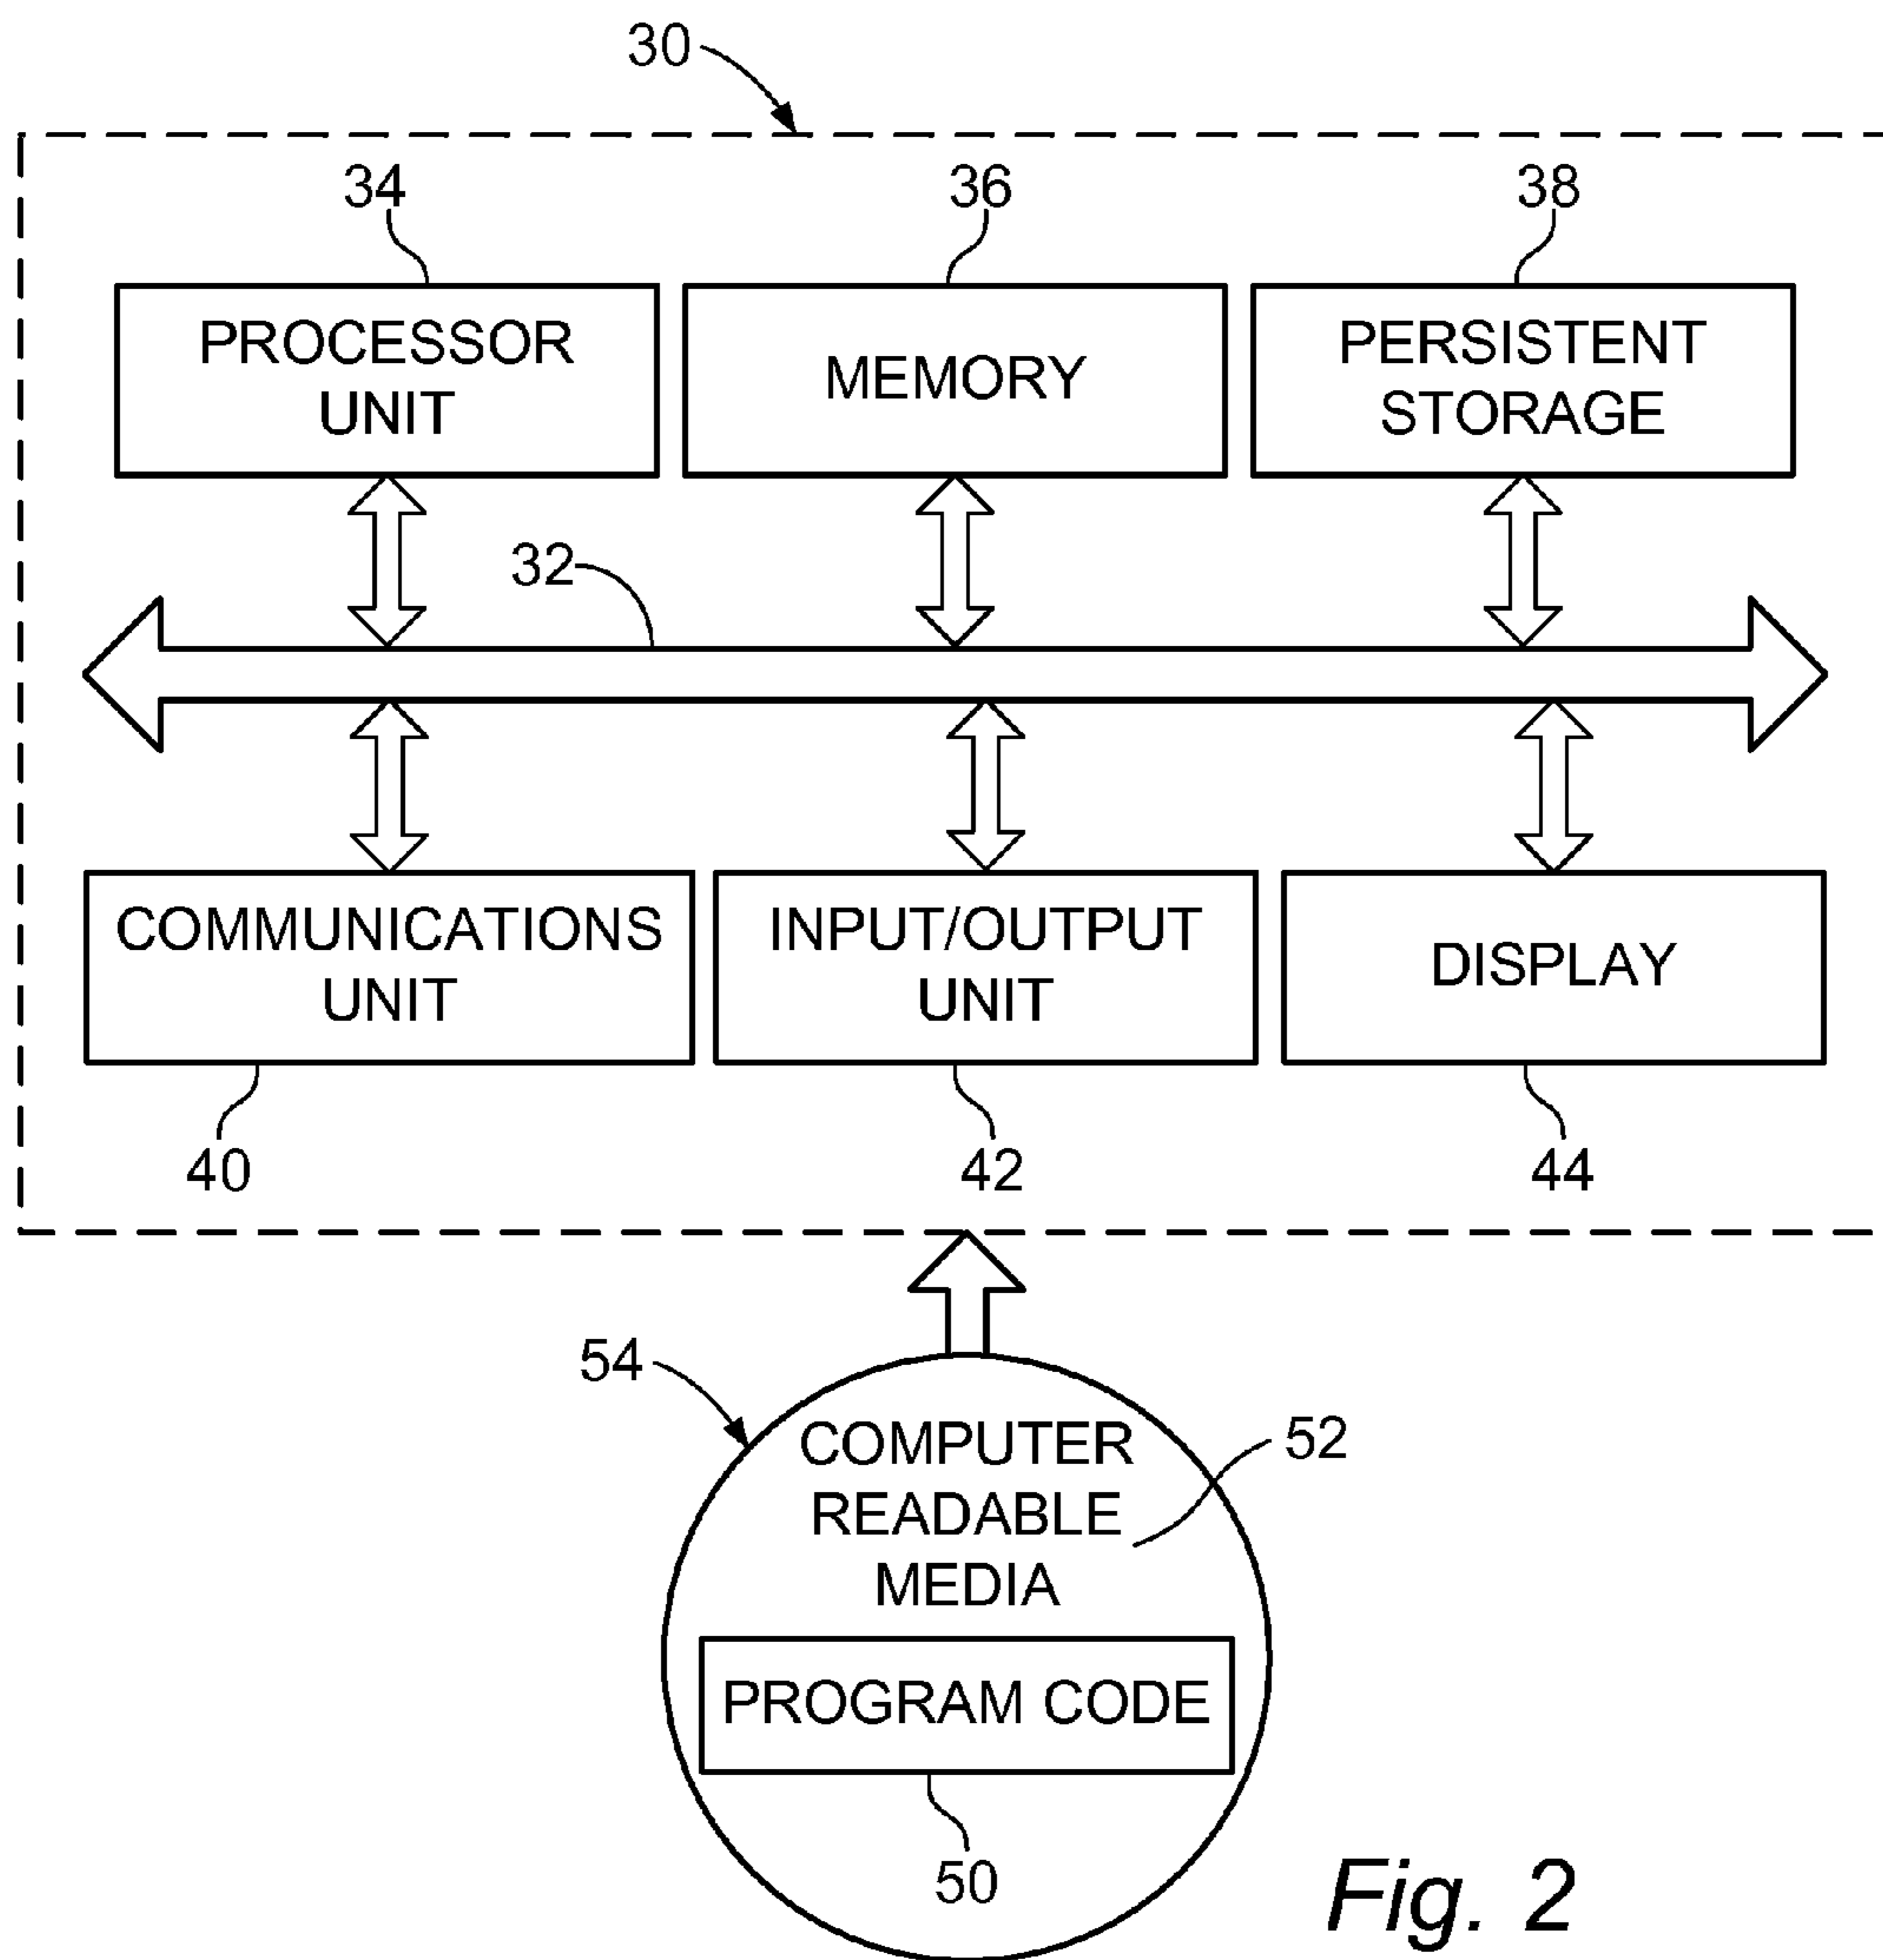 30
34
36
38
PROCESSOR
UNIT
MEMORY
PERSISTENT
STORAGE
32
COMMUNICATIONS
UNIT
INPUT/OUTPUT
UNIT
DISPLAY
40
42
44
54
52
COMPUTER
READABLE
MEDIA
PROGRAM CODE
50
Fig. 2